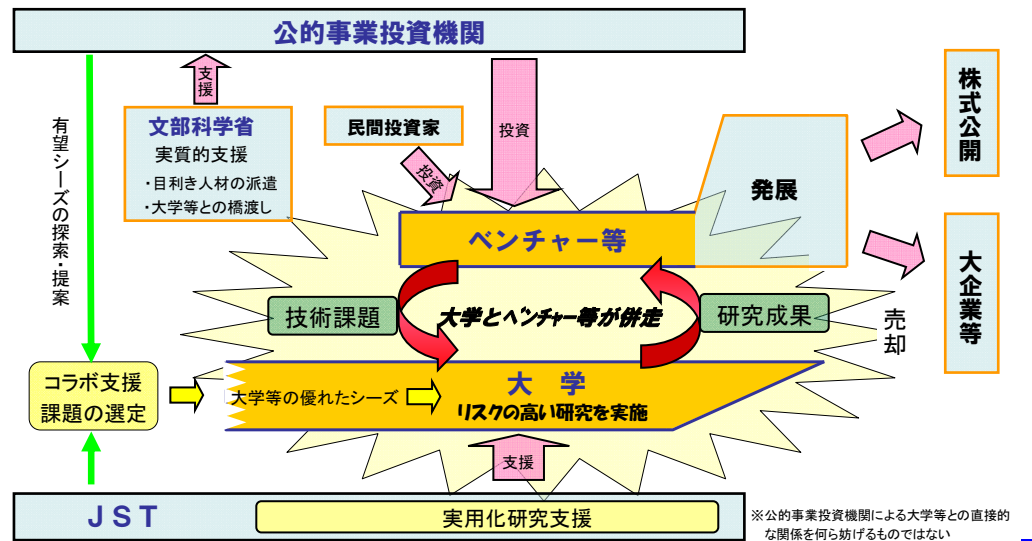 公的事業投資機関
支援
文部科学省
実質的支援
・目利き人材の派遣
・大学等との橋渡し
民間投資家
投資
投資
有望シーズの探索・提案
ベンチャー等
発展
株式公開
大企業等
売却
技術課題
大学とベンチャー等が併走
研究成果
コラボ支援
課題の選定
大学等の優れたシーズ
大 学
リスクの高い研究を実施
支援
JST
実用化研究支援
※公的事業投資機関による大学等との直接的
な関係を何ら妨げるものではない